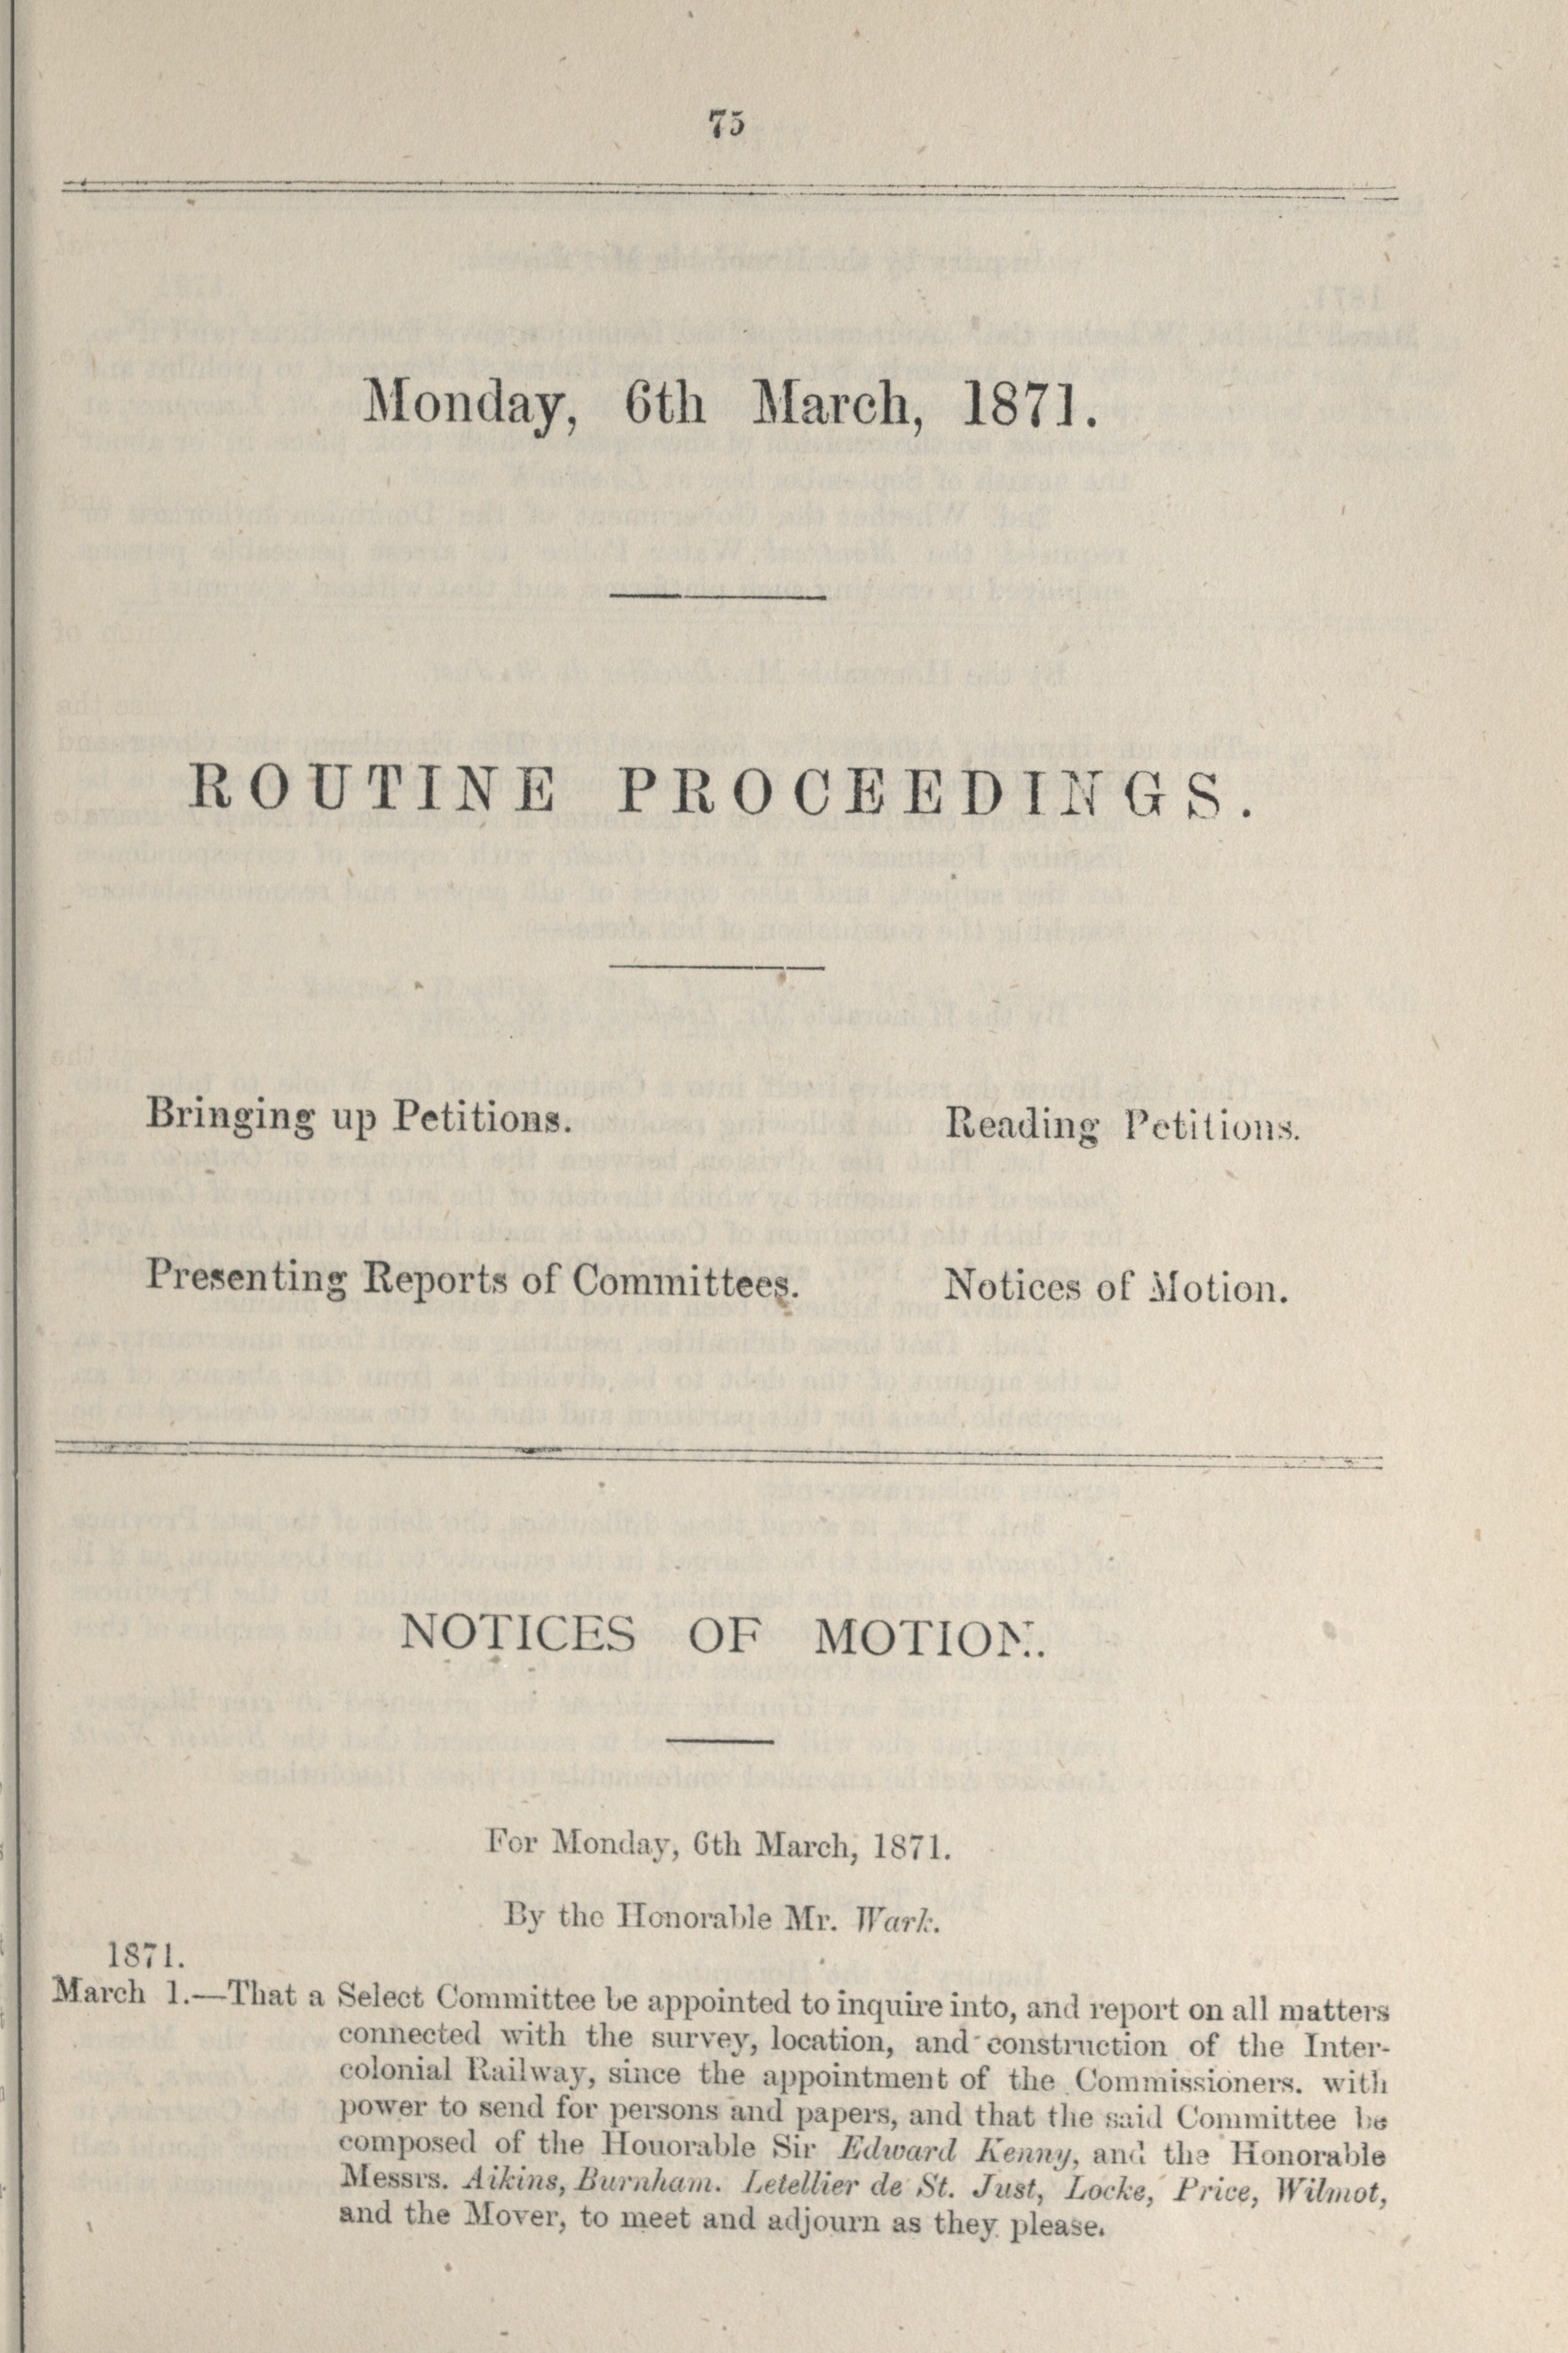 75
Monday, 6th March, 1871.
ROUTINE PROCEEDINGS.
Bringing up Petitions.
Reading Petitions.
Presenting Reports of Committees.
Notices of Motion.
NOTICES OF MOTION.
For Monday, 6th March, 1871.
By the Honorable Mr. Wark.
1871.
March 1.—That a Select Committee be appointed to inquire into, and report on all matters
connected with the survey, location, and construction of the Inter-
colonial Railway, since the appointment of the Commissioners. with
power to send for persons and papers, and that the said Committee be
composed of the Honorable Sir Edward Kenny, and the Honorable
Messrs. Aikins, Burnham. Letellier de St. Just, Locke, Price, Wilmot,
and the Mover, to meet and adjourn as they please.